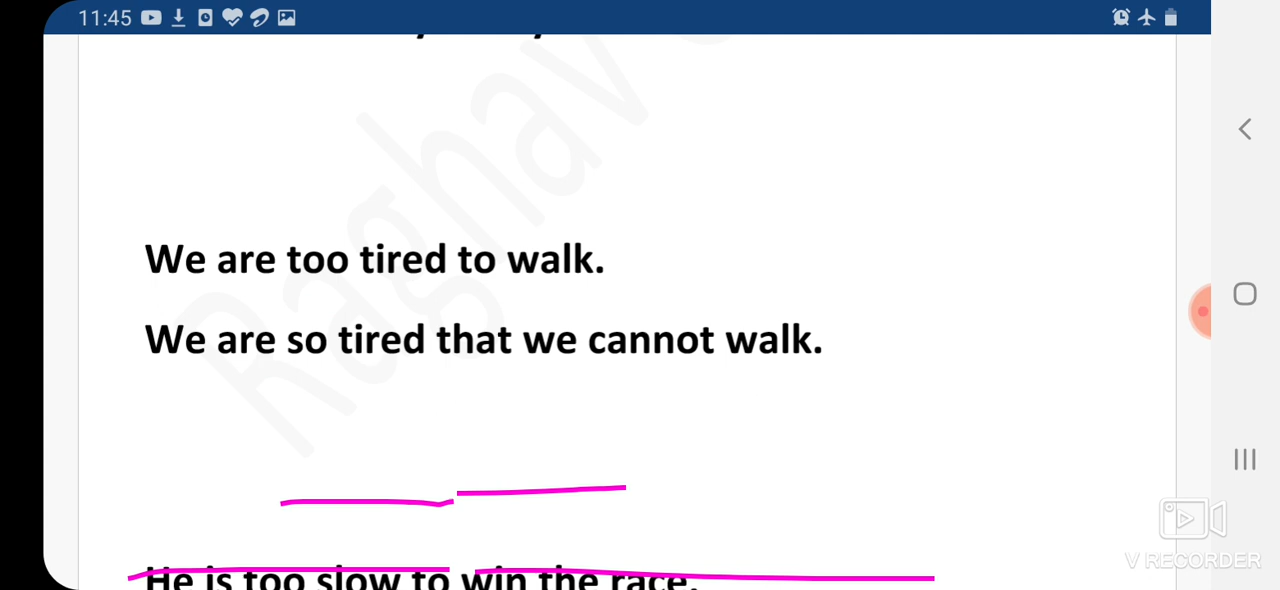 11:45
Raghav
We are too tired to walk.
We are so tired that we cannot walk.
He is too slow to win the race.
V RECORDER